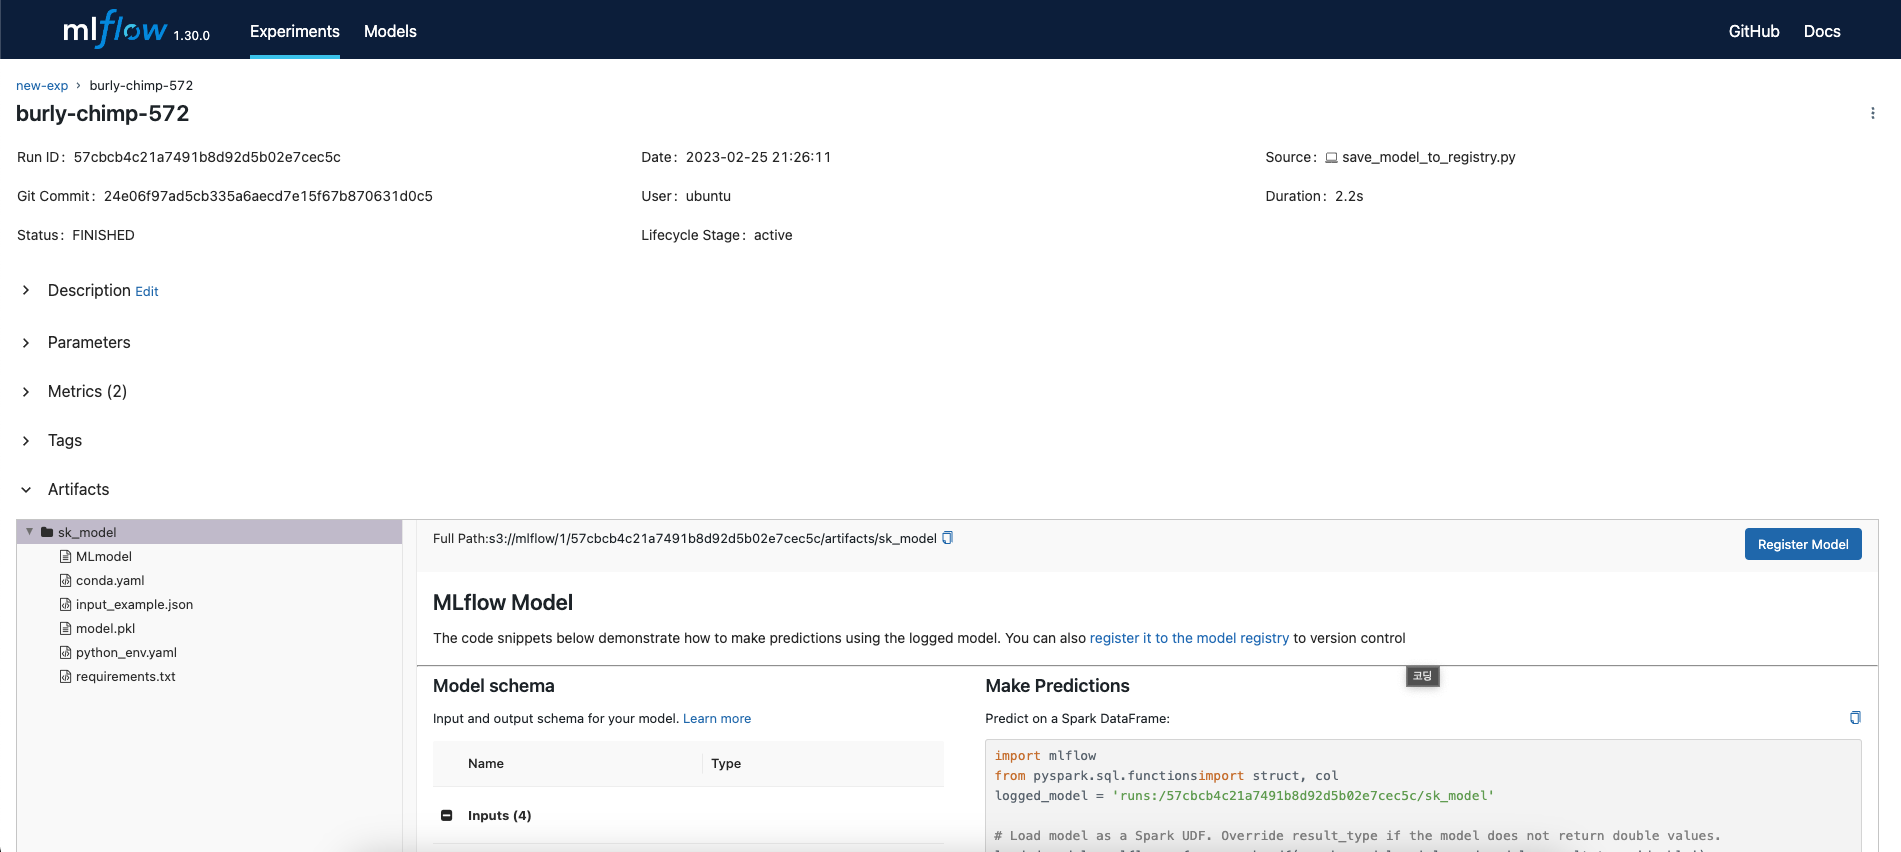 mlflow 1.30.0 Experiments Models GitHub Docs
new-exp › burly-chimp-572
burly-chimp-572
Run ID: 57cbcb4c21a7491b8d92d5b02e7cec5c Date: 2023-02-25 21:26:11 Source: save_model_to_registry.py
Git Commit: 24e06f97ad5cb335a6aecd7e15f67b870631d0c5 User: ubuntu Duration: 2.2s
Status: FINISHED Lifecycle Stage: active
Description Edit
Parameters
Metrics (2)
Tags
Artifacts
sk_model
MLmodel
conda.yaml
input_example.json
model.pkl
python_env.yaml
requirements.txt
Full Path:s3://mlflow/1/57cbcb4c21a7491b8d92d5b02e7cec5c/artifacts/sk_model
Register Model
MLflow Model
The code snippets below demonstrate how to make predictions using the logged model. You can also register it to the model registry to version control
코딩
Model schema
Input and output schema for your model. Learn more
Name Type
Inputs (4)
Make Predictions
Predict on a Spark DataFrame:
import mlflow
from pyspark.sql.functionsimport struct, col
logged_model = 'runs:/57cbcb4c21a7491b8d92d5b02e7cec5c/sk_model'
# Load model as a Spark UDF. Override result_type if the model does not return double values.